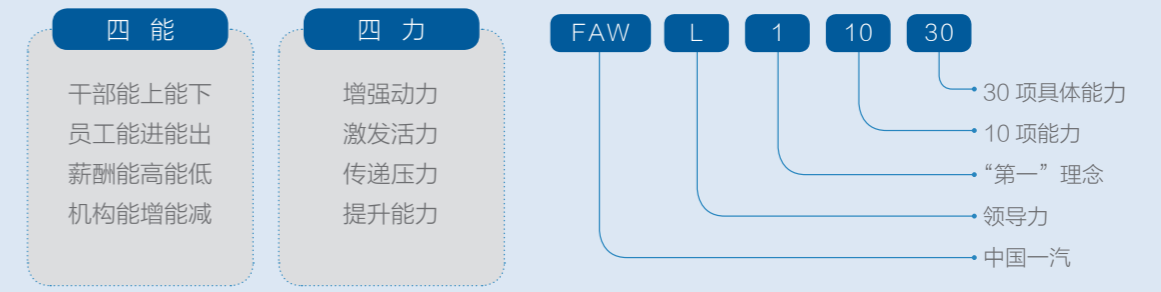 四 能
干部能上能下
员工能进能出
薪酬能高能低
机构能增能减
四 力
增强动力
激发活力
传递压力
提升能力
FAW L 1 10 30
30 项具体能力
10 项能力
“第一”理念
领导力
中国一汽